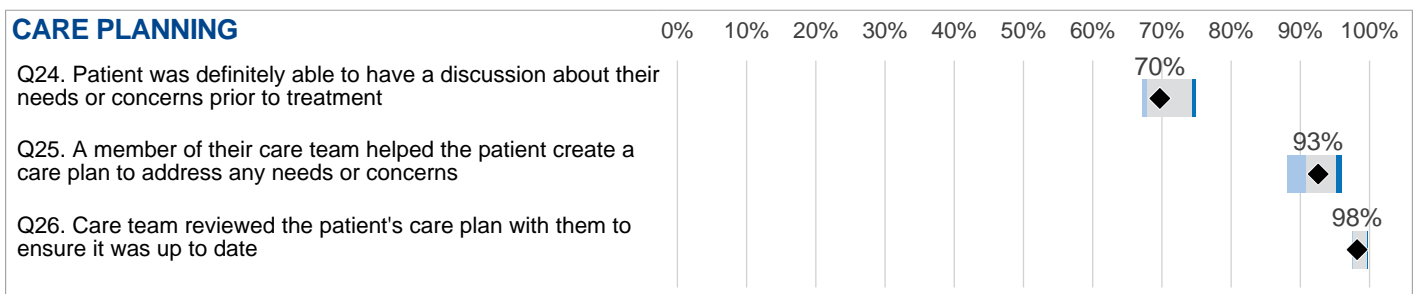 CARE PLANNING 0% 10% 20% 30% 40% 50% 60% 70% 80% 90% 100%
Q24. Patient was definitely able to have a discussion about their
needs or concerns prior to treatment
70%
Q25. A member of their care team helped the patient create a
care plan to address any needs or concerns
93%
Q26. Care team reviewed the patient's care plan with them to
ensure it was up to date
98%